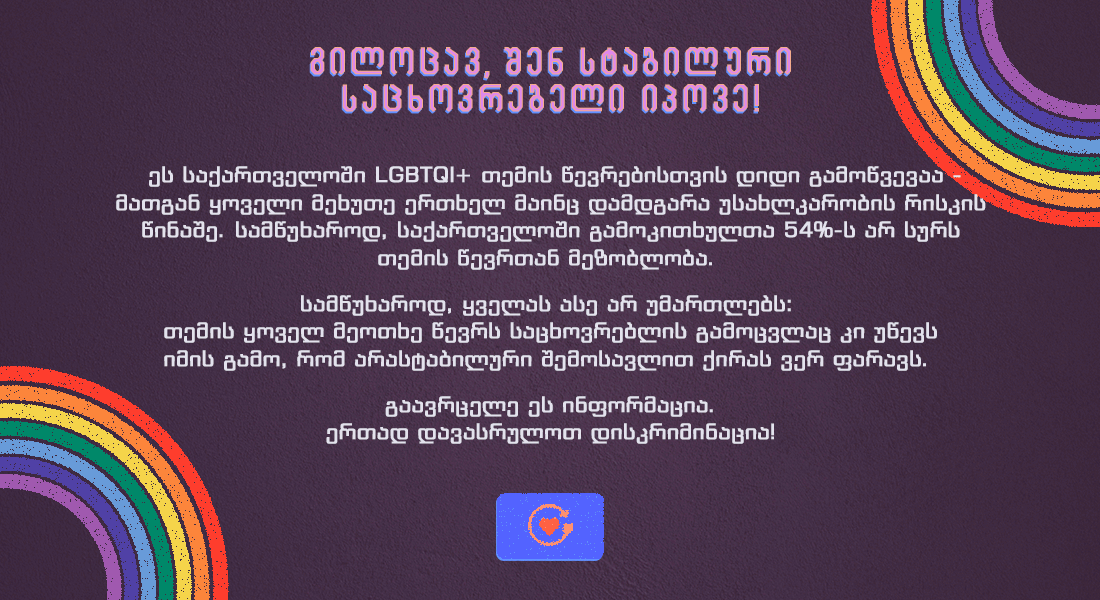 გილოცავ, შენ სტაბილური
საცხოვრებელი იპოვე!
ეს საქართველოში LGBTQI+ თემის წევრებისთვის დიდი გამოწვევაა -
მათგან ყოველი მეხუთე ერთხელ მაინც დამდგარა უსახლკარობის რისკის
წინაშე. სამწუხაროდ, საქართველოში გამოკითხულთა 54%-ს არ სურს
თემის წევრთან მეზობლობა.
სამწუხაროდ, ყველას ასე არ უმართლებს:
თემის ყოველ მეოთხე წევრს საცხოვრებლის გამოცვლაც კი უწევს
იმის გამო, რომ არასტაბილური შემოსავლით ქირას ვერ ფარავს.
გაავრცელე ეს ინფორმაცია.
ერთად დავასრულოთ დისკრიმინაცია!